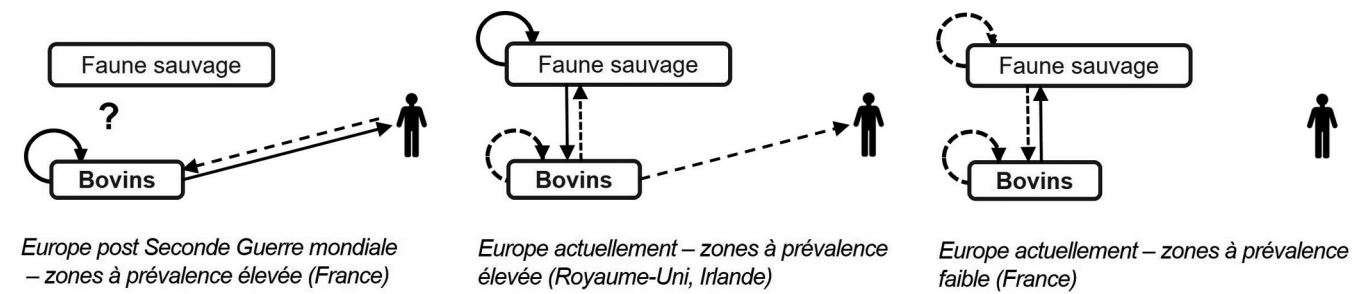 Faune sauvage
?
Bovins
Europe post Seconde Guerre mondiale
– zones à prévalence élevée (France)
Faune sauvage
Bovins
Europe actuellement – zones à prévalence
élevée (Royaume-Uni, Irlande)
Faune sauvage
Bovins
Europe actuellement – zones à prévalence
faible (France)